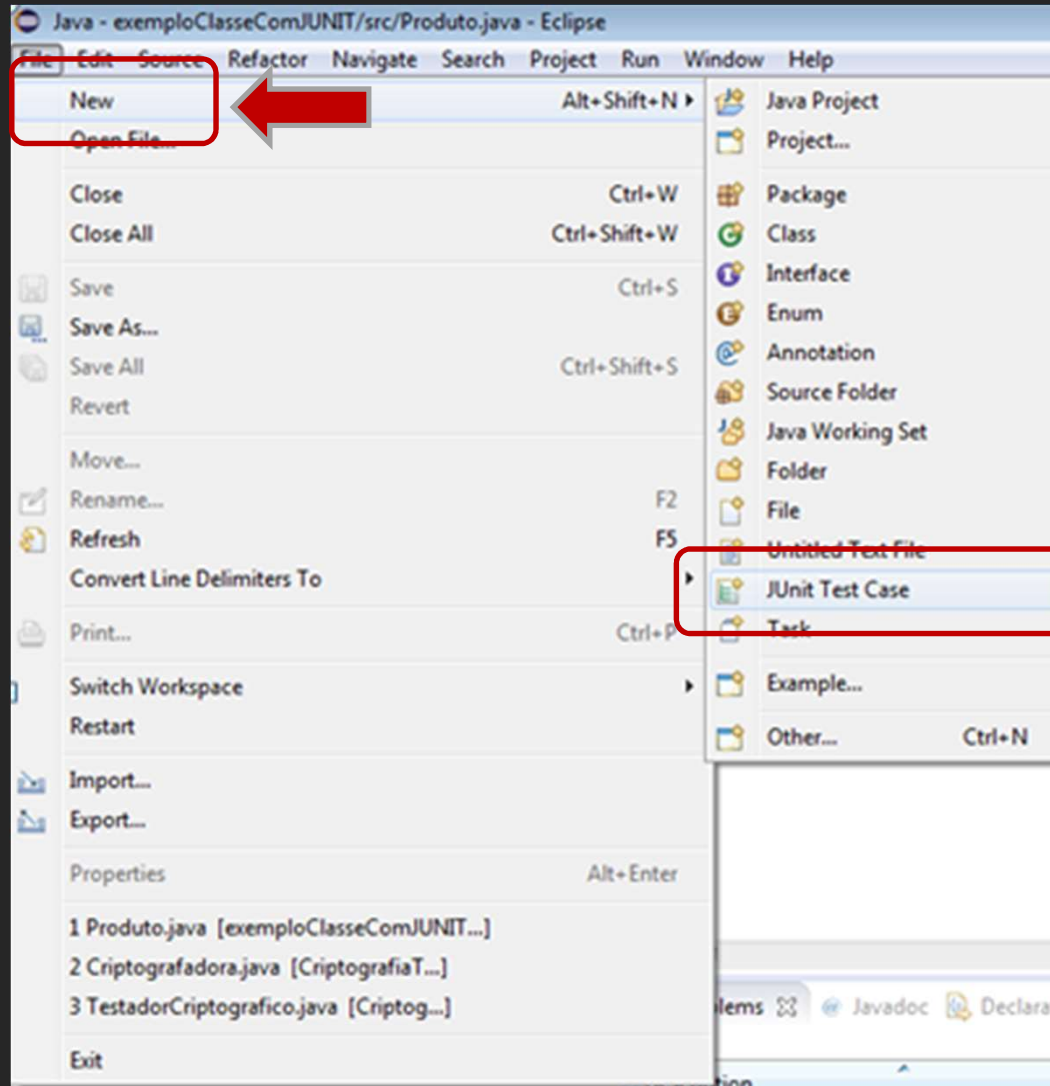 Java - exemploClasseComJUNIT/src/Produto.java - Eclipse
File Edit Source Refactor Navigate Search Project Run Window Help
New Alt+Shift+N
Open File...
Close Ctrl+W
Close All Ctrl+Shift+W
Save Ctrl+S
Save As...
Save All Ctrl+Shift+S
Revert
Move...
Rename... F2
Refresh F5
Convert Line Delimiters To
Print... Ctrl+P
Switch Workspace
Restart
Import...
Export...
Properties Alt+Enter
1 Produto.java [exemploClasseComJUNIT...]
2 Criptografadora.java [CriptografiaT...]
3 TestadorCriptografico.java [Criptog...]
Exit
Java Project
Project...
Package
Class
Interface
Enum
Annotation
Source Folder
Java Working Set
Folder
File
Untitled Text File
JUnit Test Case
Task
Example...
Other... Ctrl+N
lems Javadoc Declara
tion